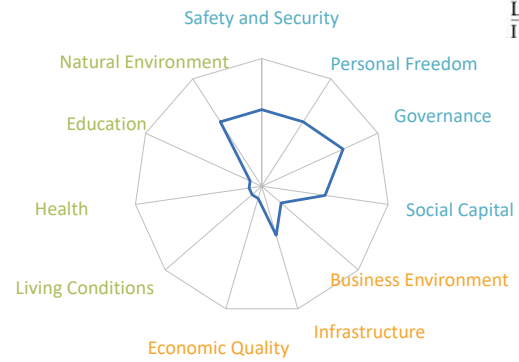 Safety and Security
Natural Environment
Personal Freedom
Education
Governance
Health
Social Capital
Living Conditions
Business Environment
Economic Quality
Infrastructure